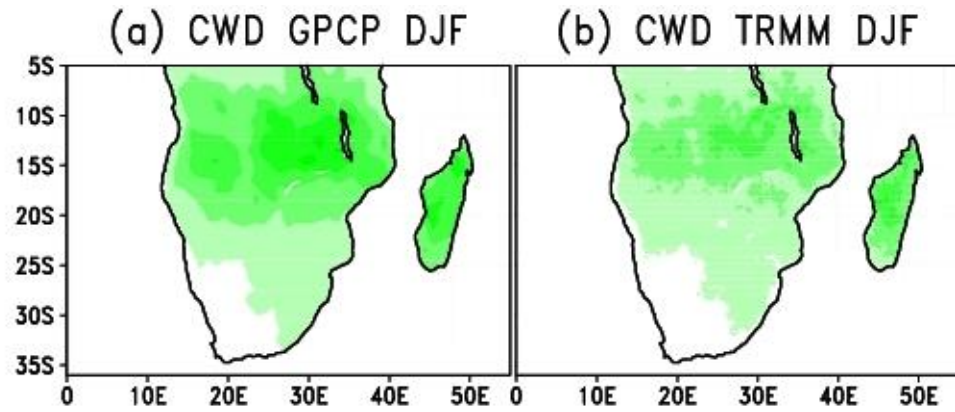 (a) CWD GPCP DJF
(b) CWD TRMM DJF
5S
10S
15S
20S
25S
30S
35S
0 10E 20E 30E 40E 50E
0 10E 20E 30E 40E 50E